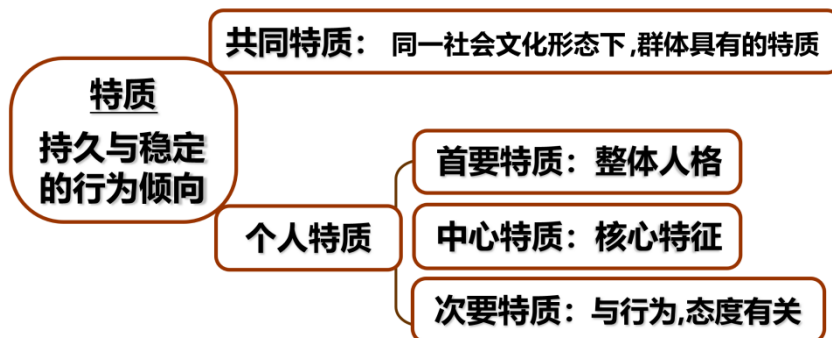 共同特质： 同一社会文化形态下,群体具有的特质
特质
持久与稳定
的行为倾向
个人特质
首要特质：整体人格
中心特质：核心特征
次要特质：与行为,态度有关